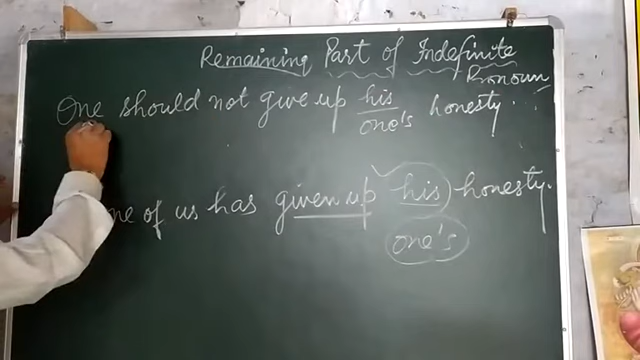 Remaining Part of Indefinite
Pronoun
One should not give up his honesty...
one's
ne of us has given up his honesty.
one's